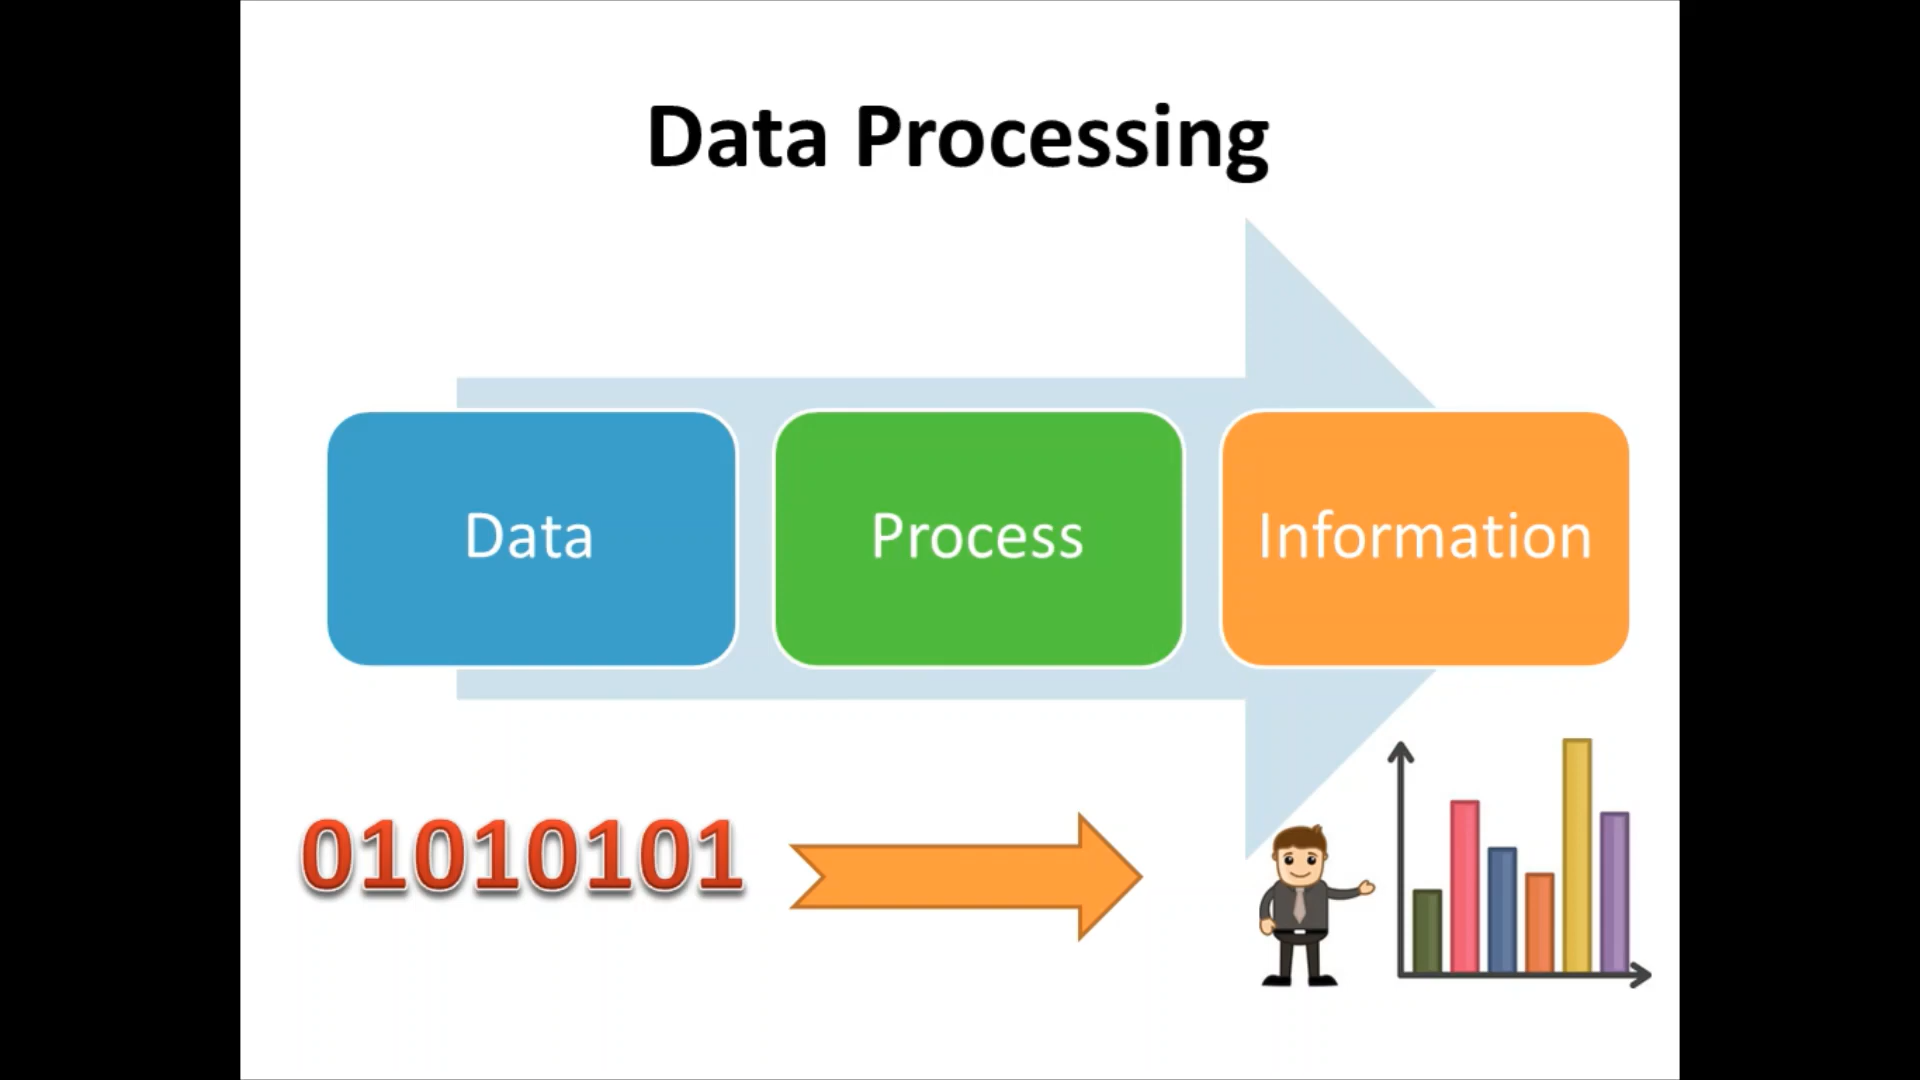 Data Processing
Data
Process
Information
01010101